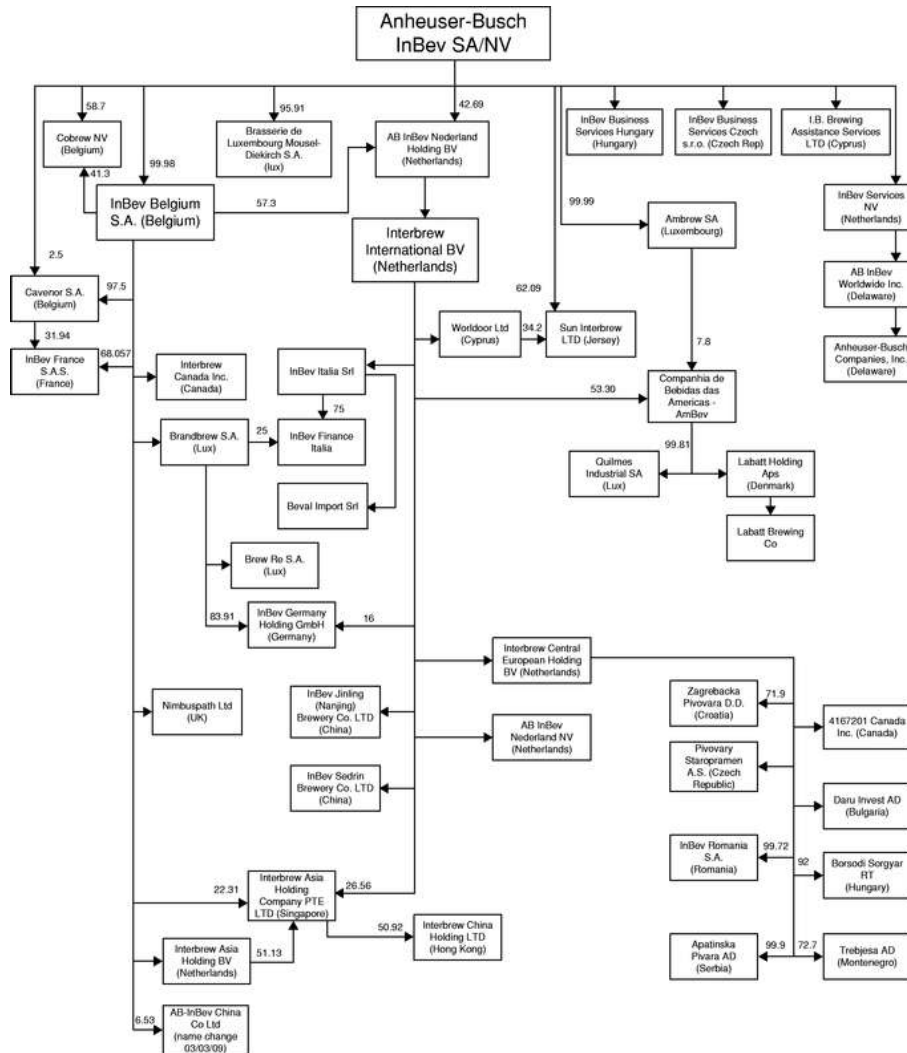 Anheuser-Busch
InBev SA/NV
58.7
95.91
42.69
Cobrew NV
(Belgium)
99.98
Brasserie de
Luxembourg Mousel-
Diekirch S.A.
(lux)
AB InBev Nederland
Holding BV
(Netherlands)
InBev Business
Services Hungary
(Hungary)
InBev Business
Services Czech
s.r.o. (Czech Rep)
I.B. Brewing
Assistance Services
LTD (Cyprus)
41.3
InBev Belgium
S.A. (Belgium)
57.3
99.99
Ambrew SA
(Luxembourg)
InBev Services
NV
(Netherlands)
Interbrew
International BV
(Netherlands)
2.5
Cavenor S.A.
(Belgium)
97.5
62.09
AB InBev
Worldwide Inc.
(Delaware)
Worldoor Ltd
(Cyprus)
34.2
Sun Interbrew
LTD (Jersey)
7.8
Anheuser-Busch
Companies, Inc.
(Delaware)
31.94
InBev France
S.A.S.
(France)
68.057
Interbrew
Canada Inc.
(Canada)
InBev Italia Srl
53.30
Companhia de
Bebidas das
Americas -
AmBev
75
Brandbrew S.A.
(Lux)
25
InBev Finance
Italia
99.81
Quilmes
Industrial SA
(Lux)
Labatt Holding
Aps
(Denmark)
Beval Import Srl
Labatt Brewing
Co
Brew Re S.A.
(Lux)
83.91
InBev Germany
Holding GmbH
(Germany)
16
Interbrew Central
European Holding
BV (Netherlands)
Nimbuspath Ltd
(UK)
InBev Jinling
(Nanjing)
Brewery Co. LTD
(China)
AB InBev
Nederland NV
(Netherlands)
Zagrebacka
Pivovara D.D.
(Croatia)
71.9
4167201 Canada
Inc. (Canada)
InBev Sedrin
Brewery Co. LTD
(China)
Pivovary
Staropramen
A.S. (Czech
Republic)
Daru Invest AD
(Bulgaria)
InBev Romania
S.A.
(Romania)
99.72
92
Borsodi Sorgyar
RT
(Hungary)
22.31
Interbrew Asia
Holding
Company PTE
LTD (Singapore)
26.56
50.92
Interbrew China
Holding LTD
(Hong Kong)
Interbrew Asia
Holding BV
(Netherlands)
51.13
Apatinska
Pivara AD
(Serbia)
99.9
72.7
Trebjesa AD
(Montenegro)
6.53
AB-InBev China
Co Ltd
(name change
03/03/09)